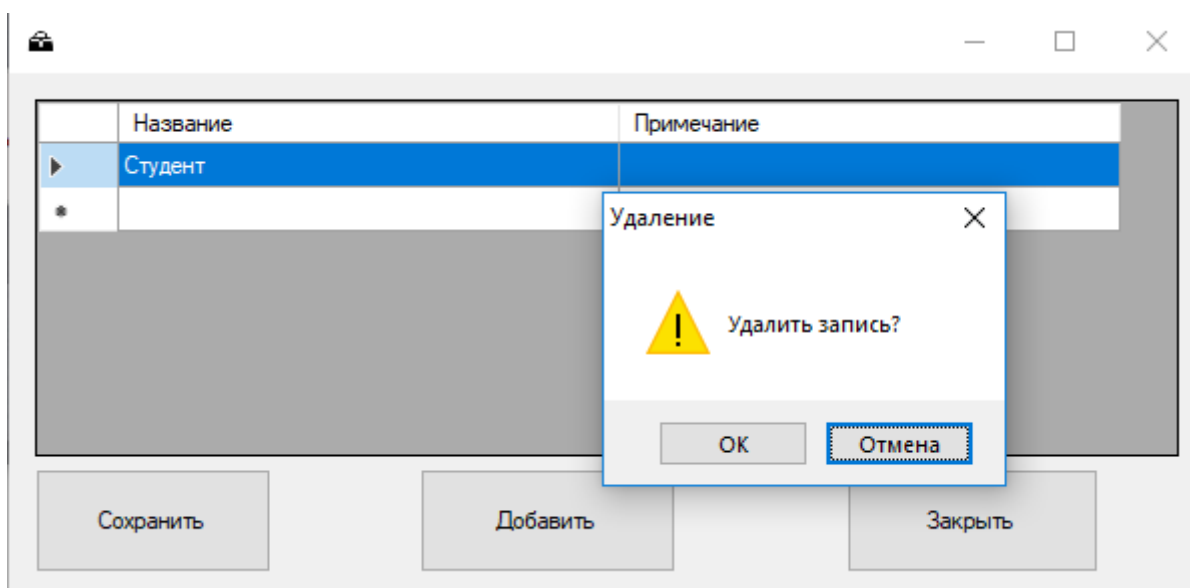 Название Примечание
Студент
Удаление
Удалить запись?
OK Отмена
Сохранить Добавить Закрыть